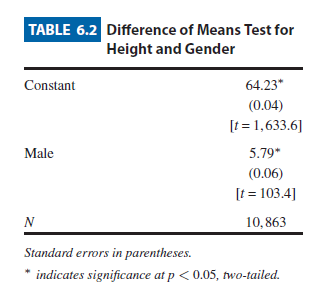 TABLE 6.2 Difference of Means Test for
Height and Gender
Constant 64.23*
(0.04)
[t = 1,633.6]
Male 5.79*
(0.06)
[t = 103.4]
N 10,863
Standard errors in parentheses.
* indicates significance at p < 0.05, two-tailed.